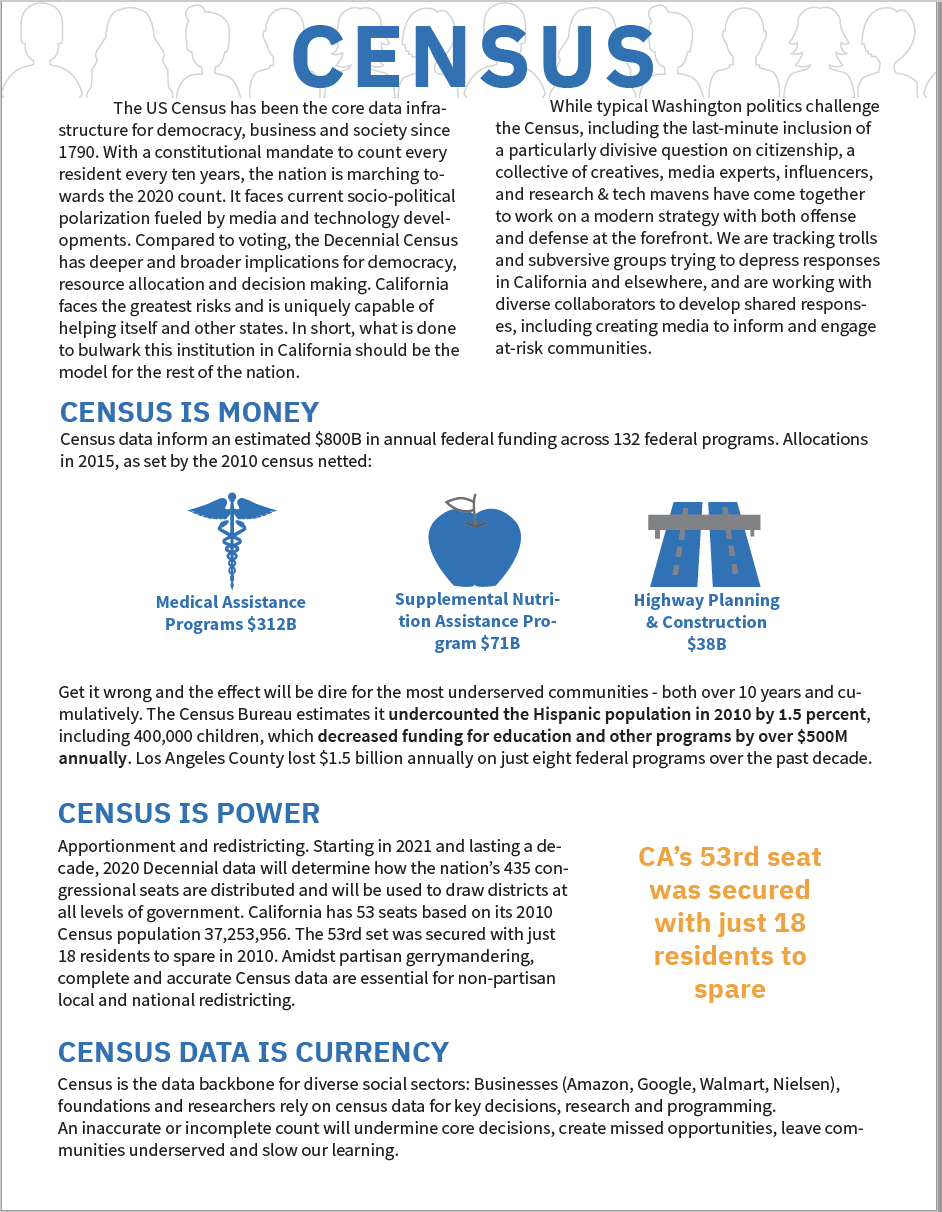 CENSUS
The US Census has been the core data infra-
structure for democracy, business and society since
1790. With a constitutional mandate to count every
resident every ten years, the nation is marching to-
wards the 2020 count. It faces current socio-political
polarization fueled by media and technology devel-
opments. Compared to voting, the Decennial Census
has deeper and broader implications for democracy,
resource allocation and decision making. California
faces the greatest risks and is uniquely capable of
helping itself and other states. In short, what is done
to bulwark this institution in California should be the
model for the rest of the nation.
While typical Washington politics challenge
the Census, including the last-minute inclusion of
a particularly divisive question on citizenship, a
collective of creatives, media experts, influencers,
and research & tech mavens have come together
to work on a modern strategy with both offense
and defense at the forefront. We are tracking trolls
and subversive groups trying to depress responses
in California and elsewhere, and are working with
diverse collaborators to develop shared respons-
es, including creating media to inform and engage
at-risk communities.
CENSUS IS MONEY
Census data inform an estimated $800B in annual federal funding across 132 federal programs. Allocations
in 2015, as set by the 2010 census netted:
Medical Assistance
Programs $312B
Supplemental Nutri-
tion Assistance Pro-
gram $71B
Highway Planning
& Construction
$38B
Get it wrong and the effect will be dire for the most underserved communities - both over 10 years and cu-
mulatively. The Census Bureau estimates it undercounted the Hispanic population in 2010 by 1.5 percent,
including 400,000 children, which decreased funding for education and other programs by over $500M
annually. Los Angeles County lost $1.5 billion annually on just eight federal programs over the past decade.
CENSUS IS POWER
Apportionment and redistricting. Starting in 2021 and lasting a de-
cade, 2020 Decennial data will determine how the nation's 435 con-
gressional seats are distributed and will be used to draw districts at
all levels of government. California has 53 seats based on its 2010
Census population 37,253,956. The 53rd set was secured with just
18 residents to spare in 2010. Amidst partisan gerrymandering,
complete and accurate Census data are essential for non-partisan
local and national redistricting.
CA's 53rd seat
was secured
with just 18
residents to
spare
CENSUS DATA IS CURRENCY
Census is the data backbone for diverse social sectors: Businesses (Amazon, Google, Walmart, Nielsen),
foundations and researchers rely on census data for key decisions, research and programming.
An inaccurate or incomplete count will undermine core decisions, create missed opportunities, leave com-
munities underserved and slow our learning.